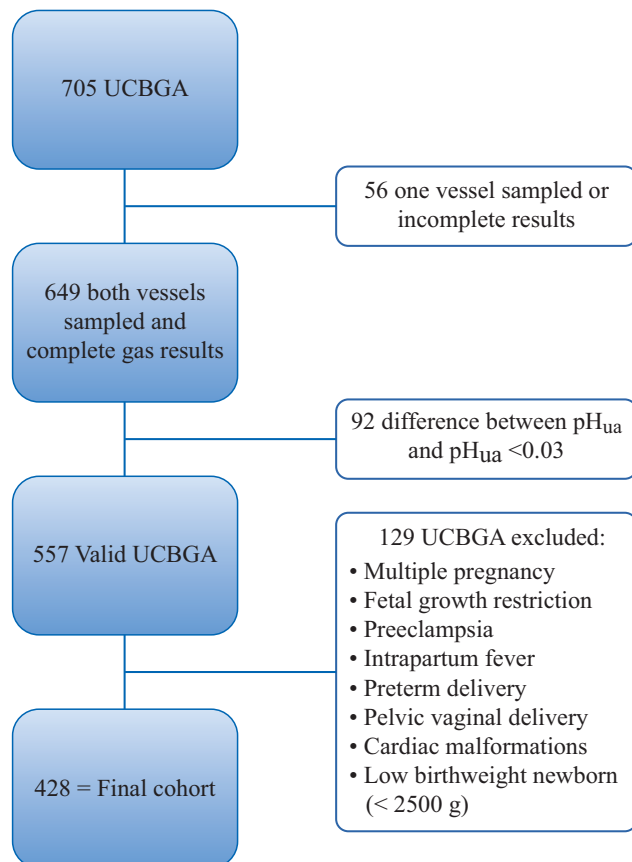 705 UCBGA
56 one vessel sampled or
incomplete results
649 both vessels
sampled and
complete gas results
92 difference between pHua
and pHua <0.03
557 Valid UCBGA
129 UCBGA excluded:
• Multiple pregnancy
• Fetal growth restriction
• Preeclampsia
• Intrapartum fever
• Preterm delivery
• Pelvic vaginal delivery
• Cardiac malformations
• Low birthweight newborn
(< 2500 g)
428 = Final cohort